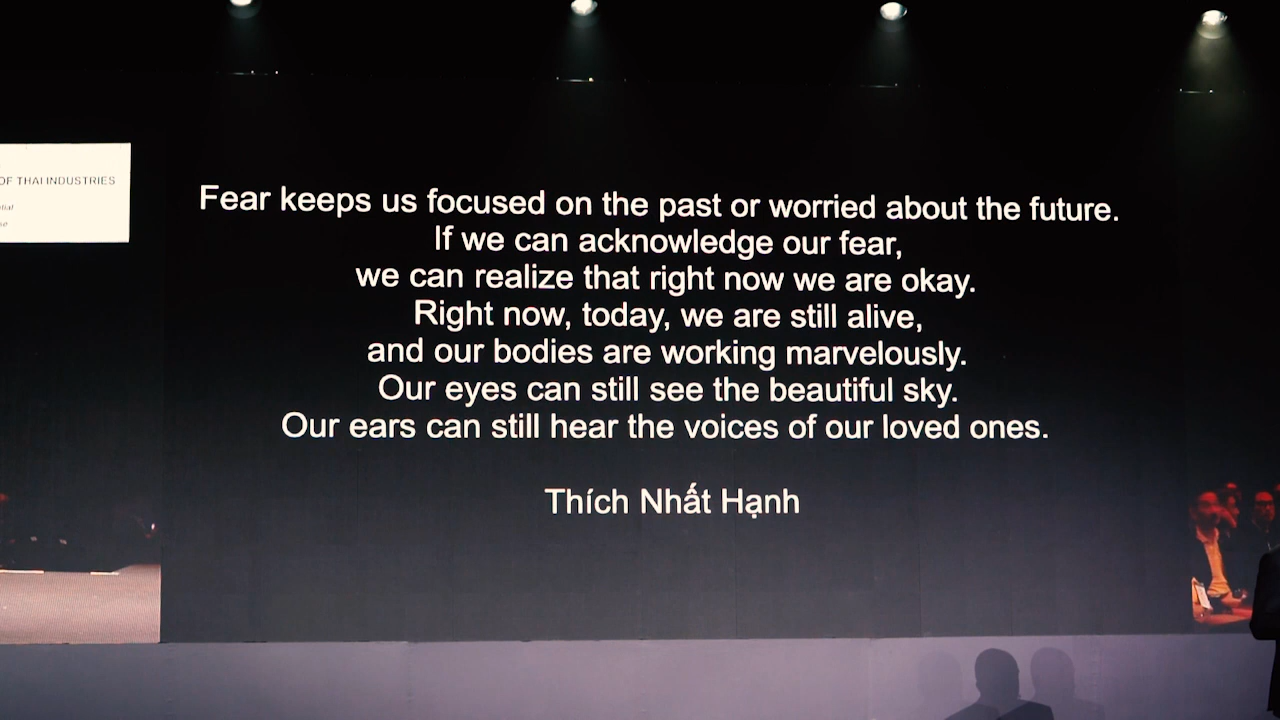 OF THAI INDUSTRIES
Fear keeps us focused on the past or worried about the future.
If we can acknowledge our fear,
we can realize that right now we are okay.
Right now, today, we are still alive,
and our bodies are working marvelously.
Our eyes can still see the beautiful sky.
Our ears can still hear the voices of our loved ones.
Thích Nhất Hạnh